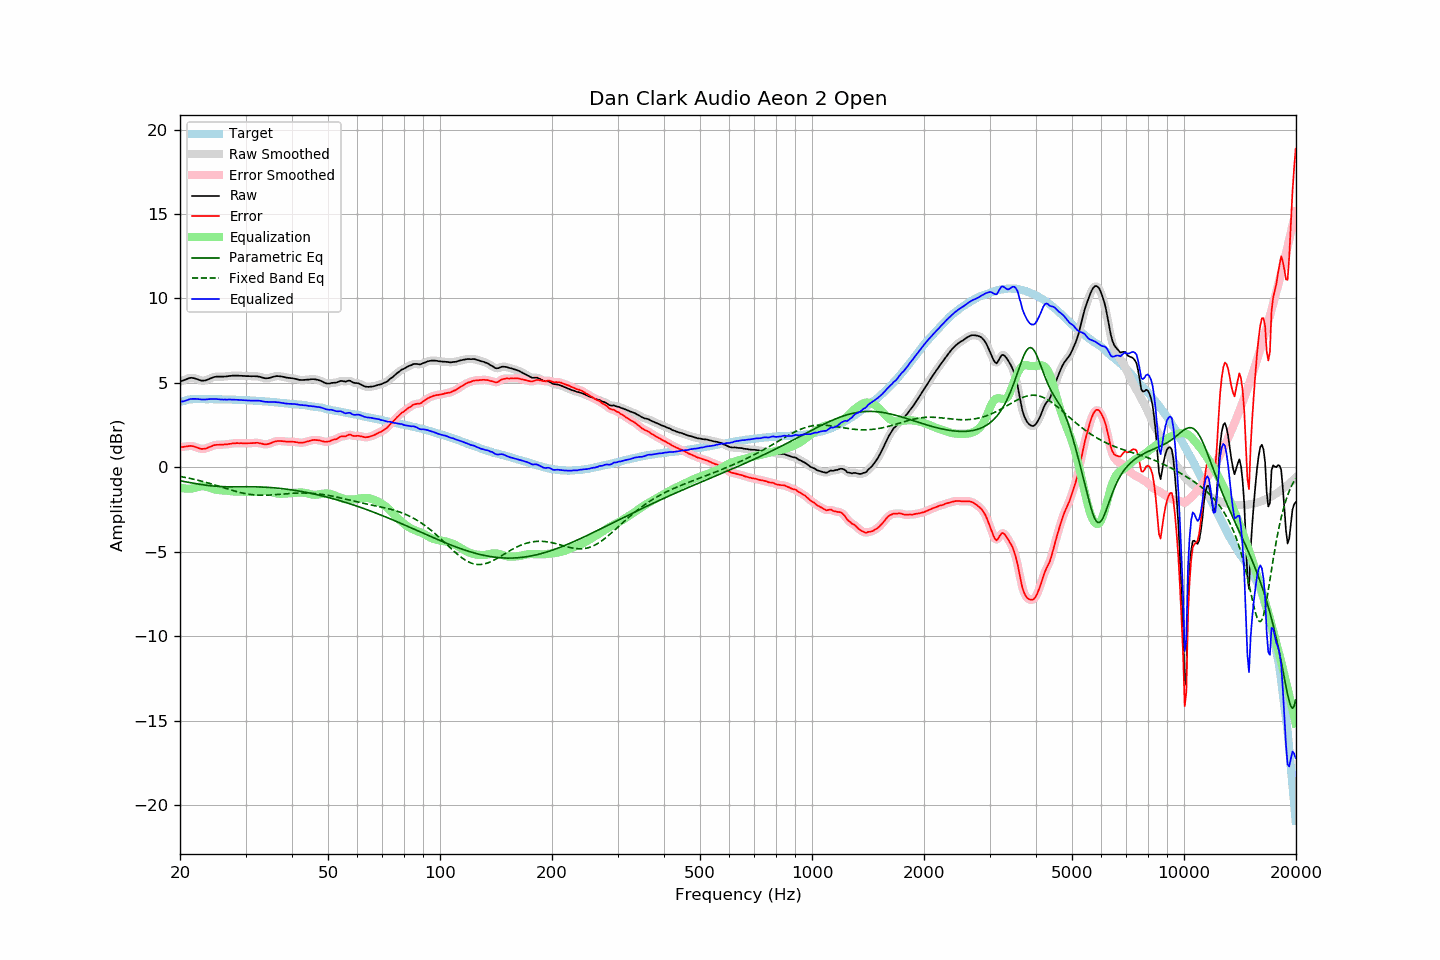 Dan Clark Audio Aeon 2 Open
Target
Raw Smoothed
Error Smoothed
Raw
Error
Equalization
Parametric Eq
Fixed Band Eq
Equalized
20
15
10
5
0
−5
−10
−15
−20
Amplitude (dBr)
20
50
100
200
500
1000
2000
5000
10000
20000
Frequency (Hz)